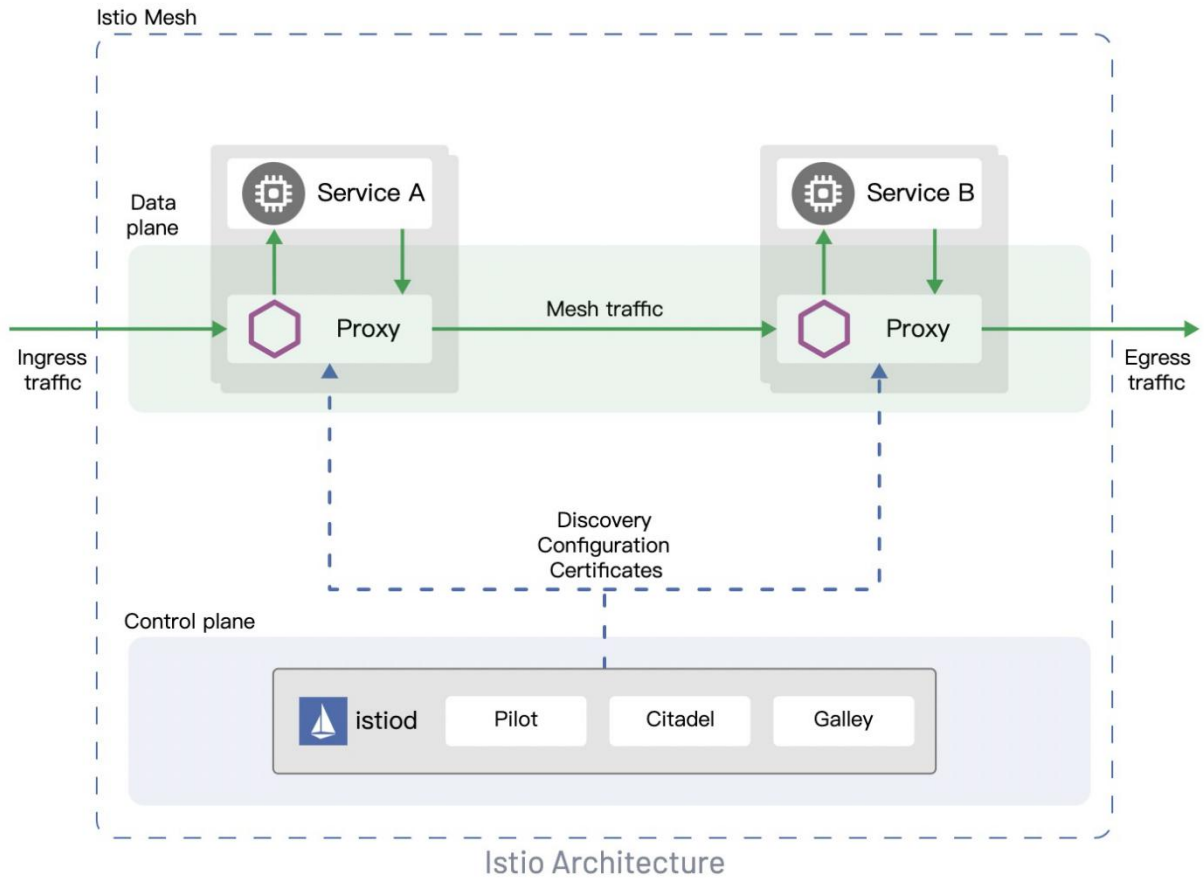 Istio Mesh
Data
plane
Service A
Service B
Proxy
Mesh traffic
Proxy
Ingress
traffic
Egress
traffic
Discovery
Configuration
Certificates
Control plane
istiod
Pilot
Citadel
Galley
Istio Architecture